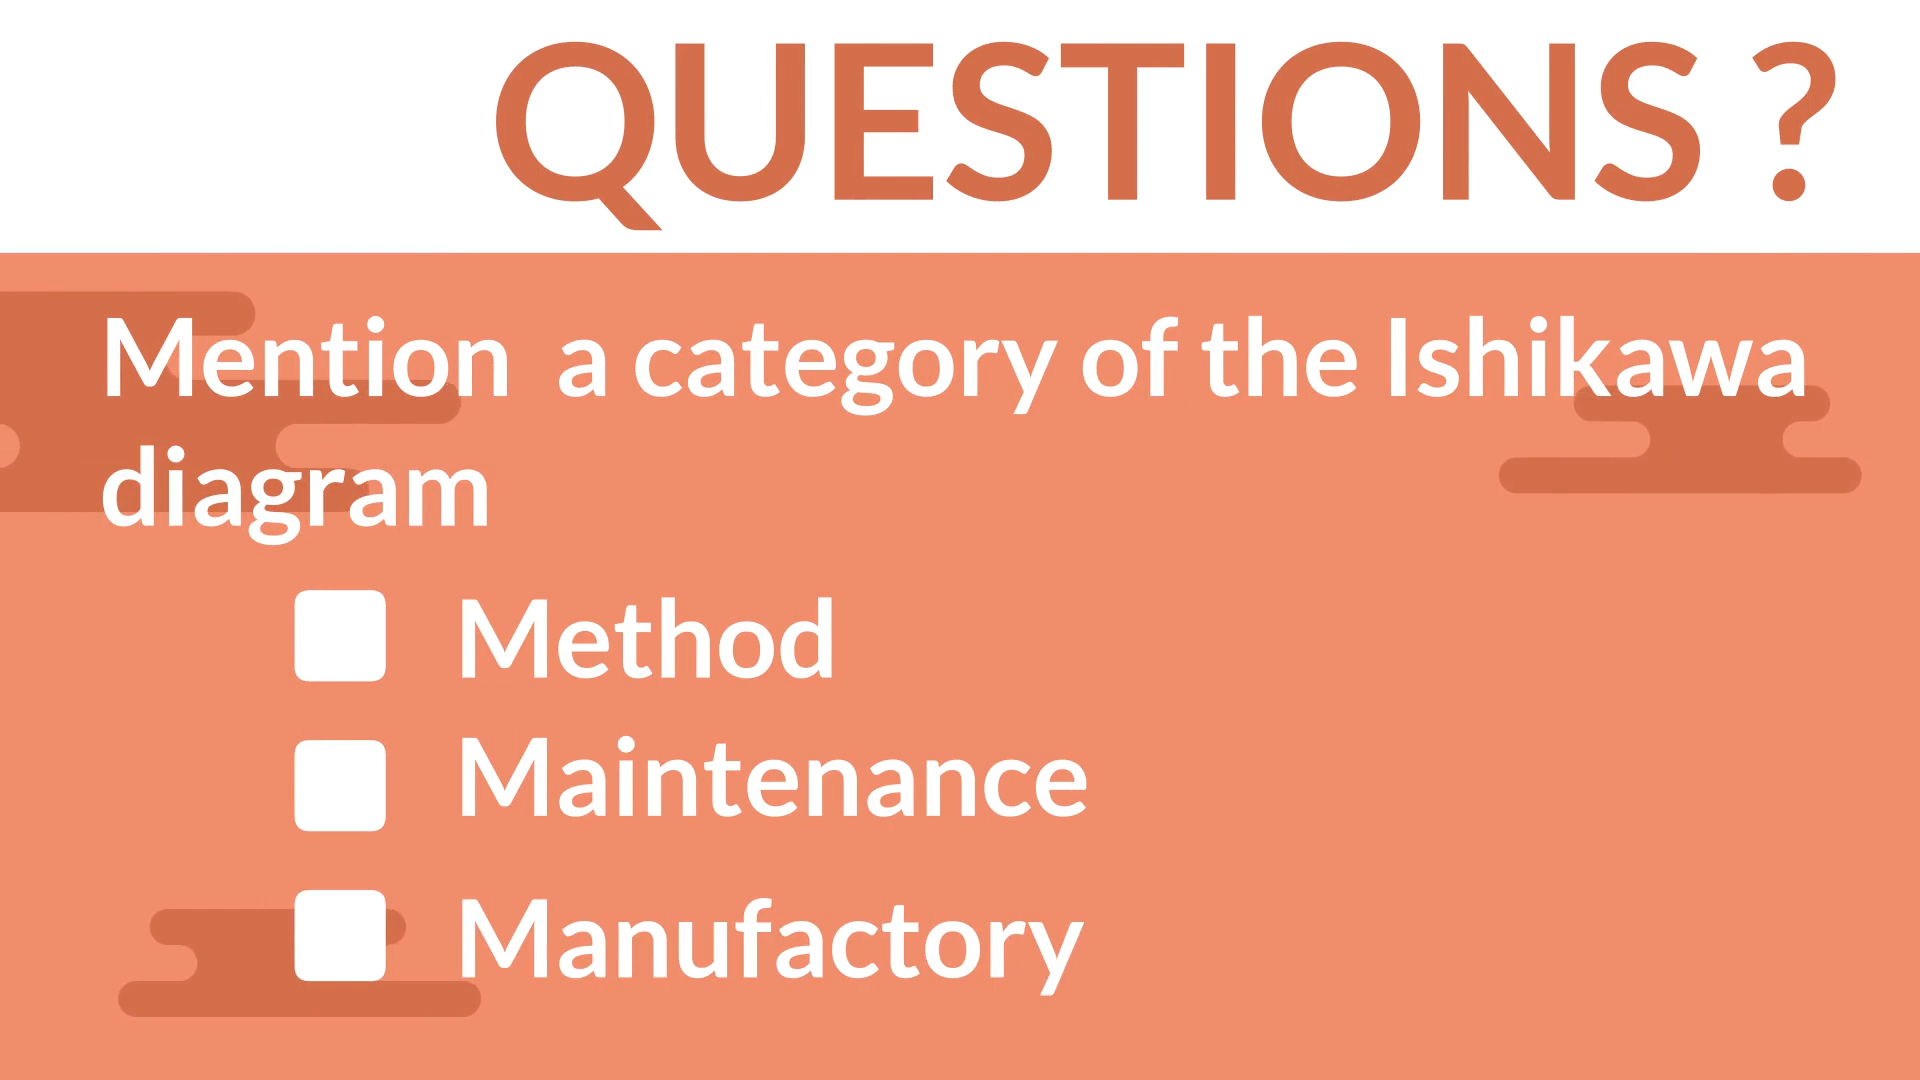 QUESTIONS ?
Mention  a category of the Ishikawa
diagram
Method
Maintenance
Manufactory